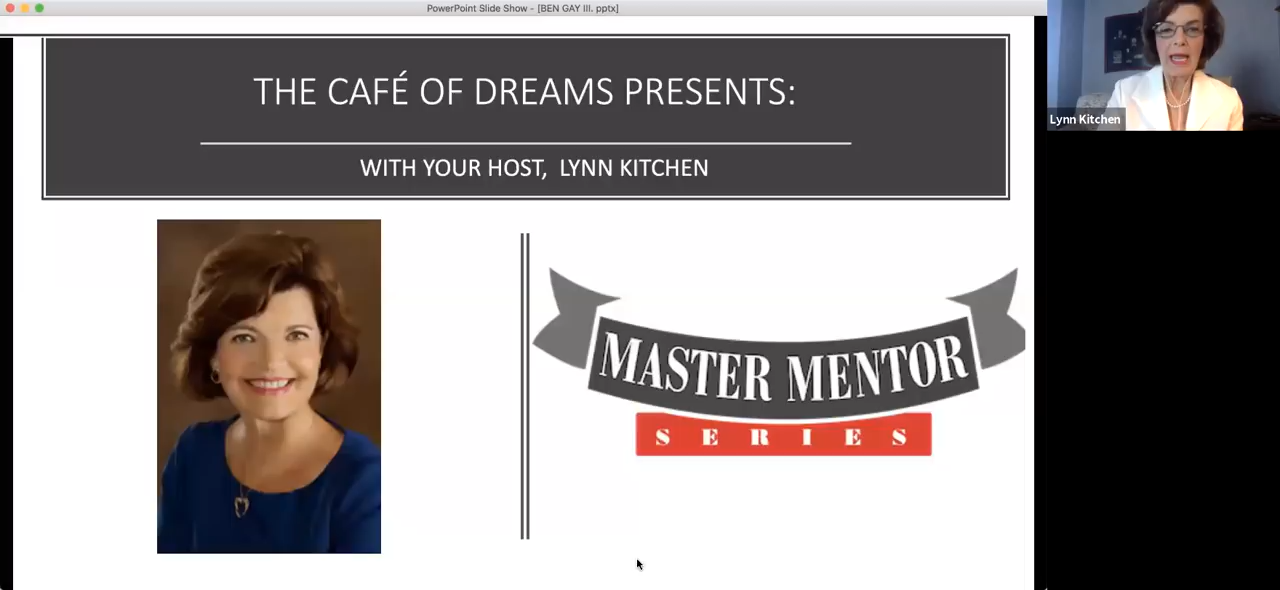 PowerPoint Slide Show - [BEN GAY III. pptx]
THE CAFÉ OF DREAMS PRESENTS:
WITH YOUR HOST, LYNN KITCHEN
MASTER MENTOR
SERIES
Lynn Kitchen